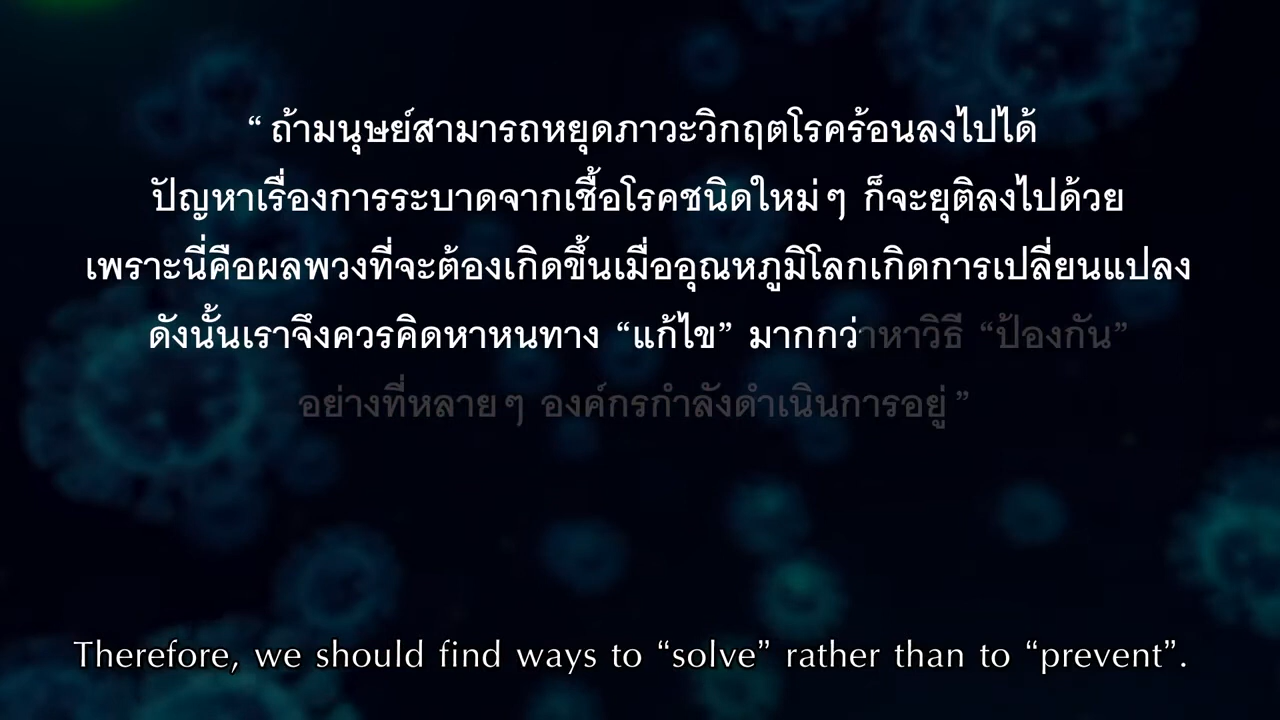 “ ถ้ามนุษย์สามารถหยุดภาวะวิกฤตโรคร้อนลงไปได้
ปัญหาเรื่องการระบาดจากเชื้อโรคชนิดใหม่ๆ ก็จะยุติลงไปด้วย
เพราะนี่คือผลพวงที่จะต้องเกิดขึ้นเมื่ออุณหภูมิโลกเกิดการเปลี่ยนแปลง
ดังนั้นเราจึงควรคิดหาหนทาง “แก้ไข” มากกว่าหาวิธี “ป้องกัน”
อย่างที่หลายๆ องค์กรกำลังดำเนินการอยู่ ”
Therefore, we should find ways to “solve” rather than to “prevent”.